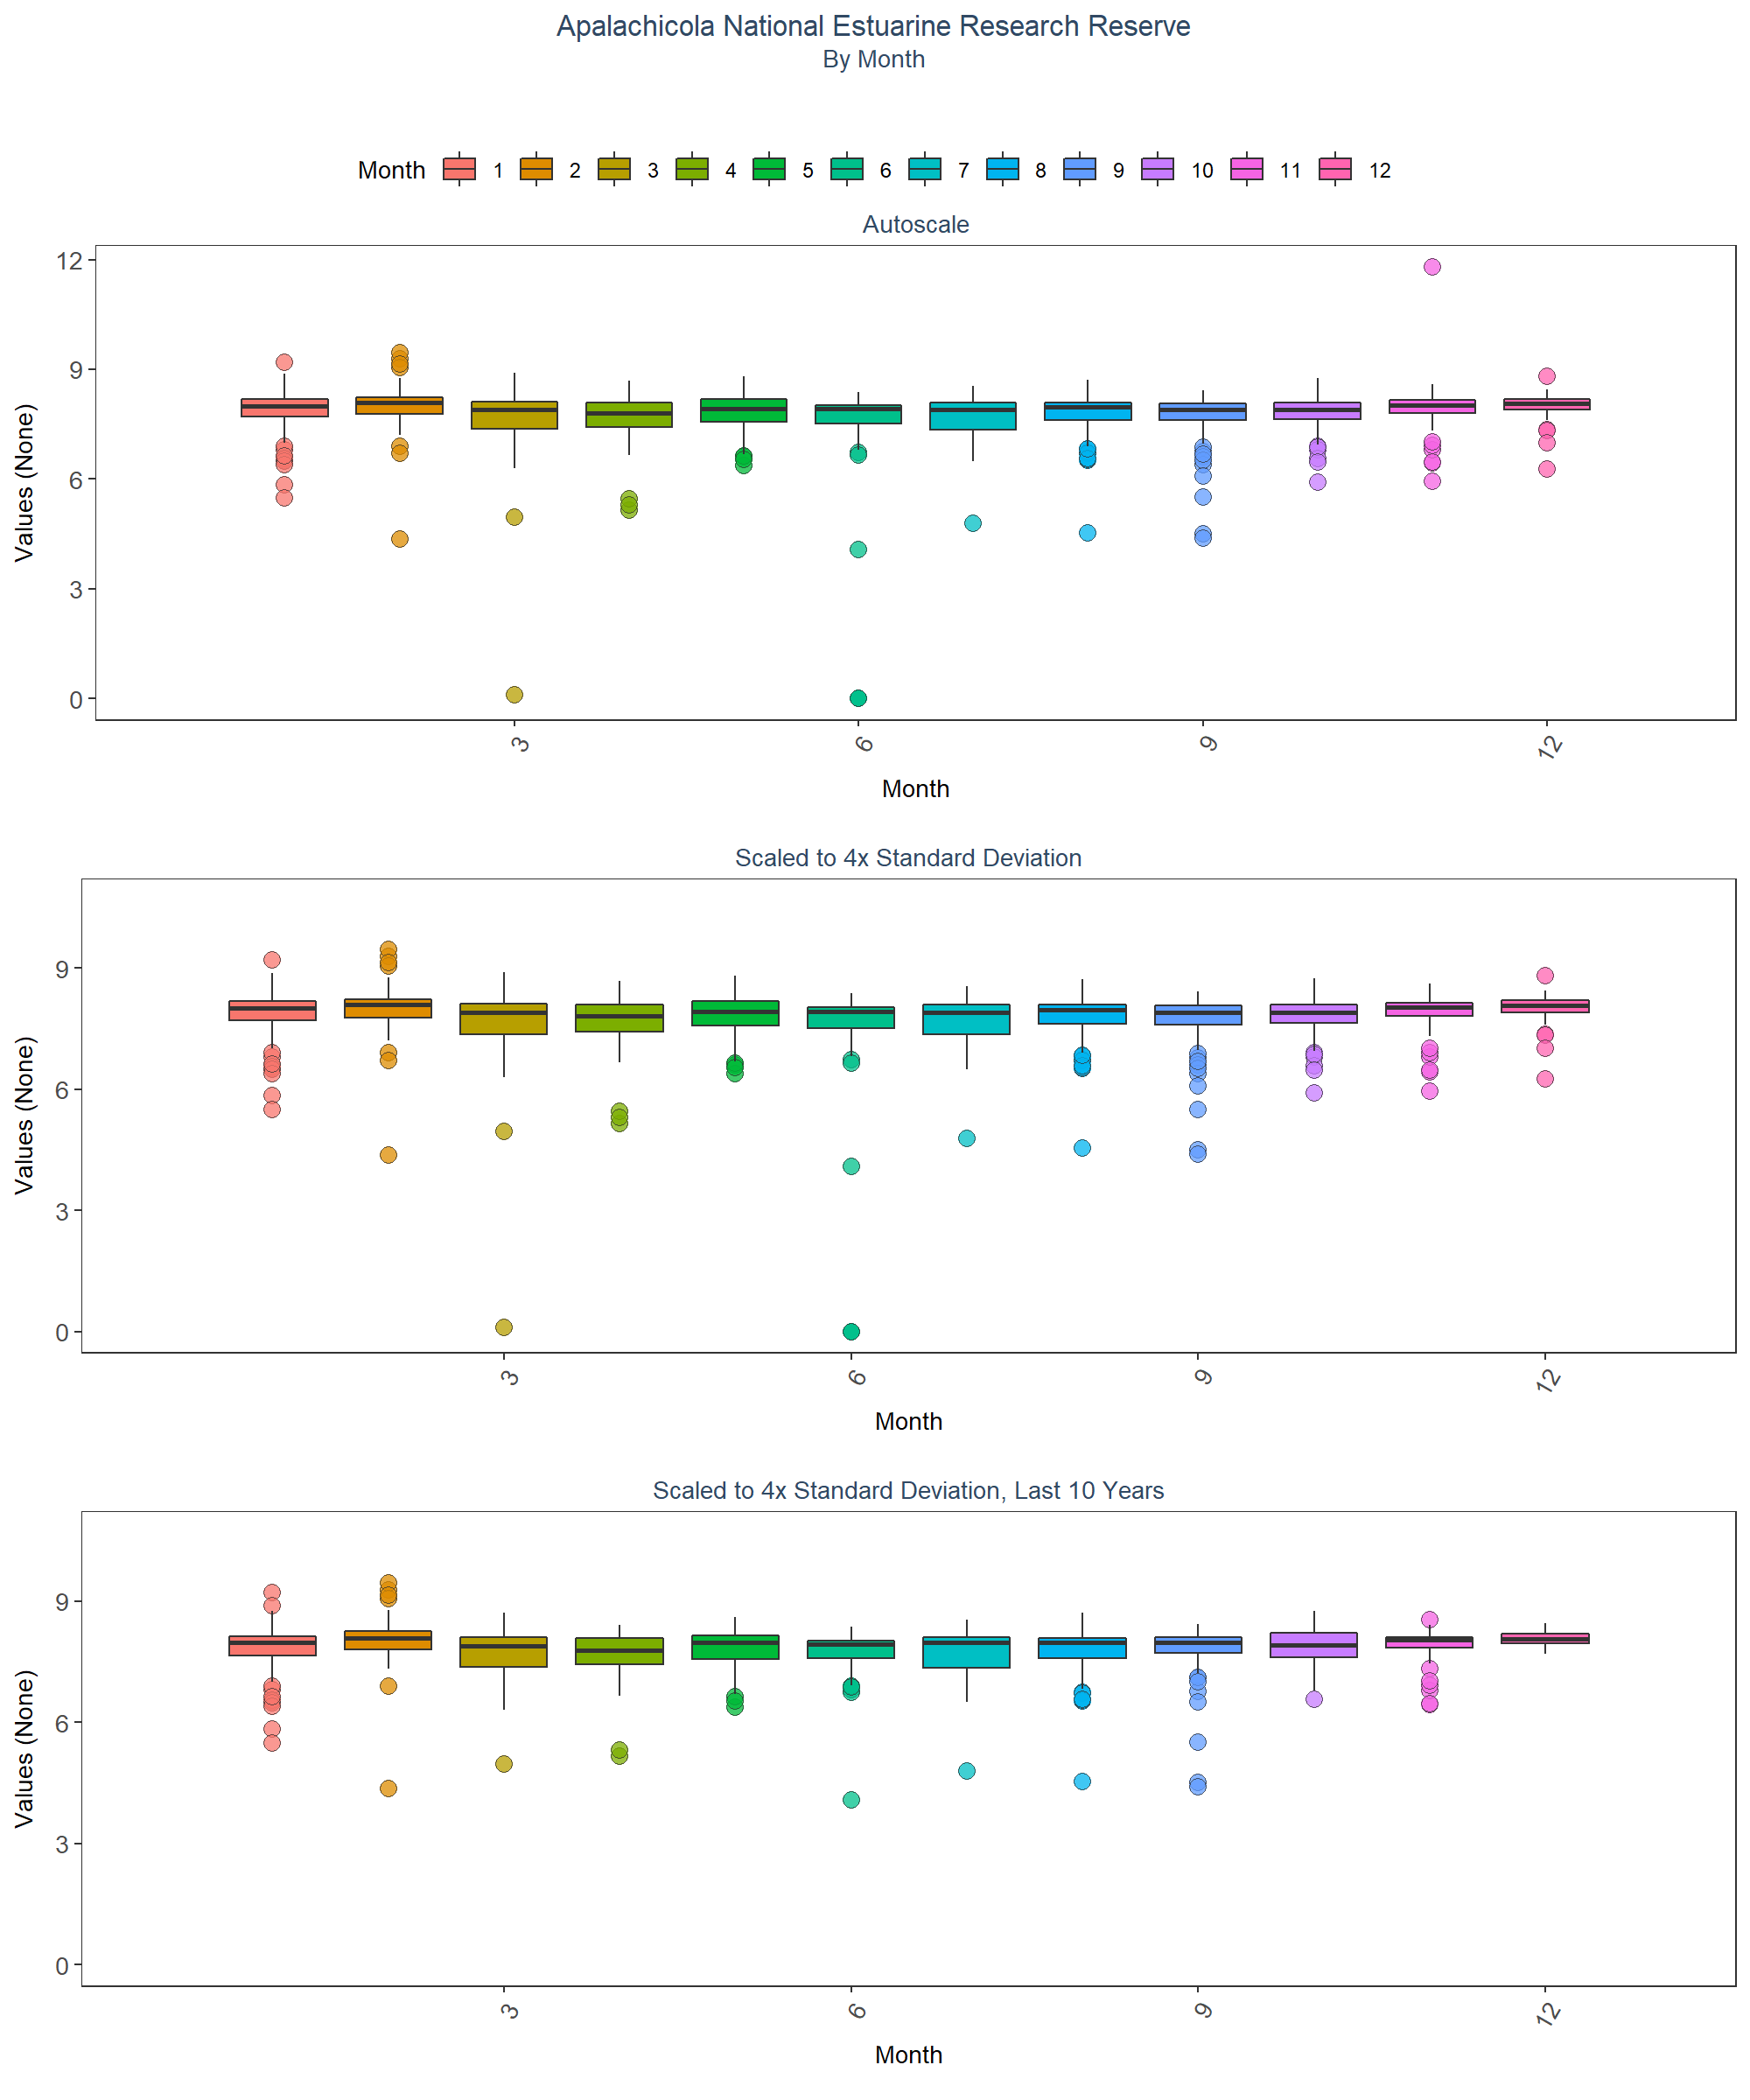 Apalachicola National Estuarine Research Reserve
By Month
Month 1 2 3 4 5 6 7 8 9 10 11 12
Autoscale
Values (None)
12
9
6
3
0
3 6 9 12
Month
Scaled to 4x Standard Deviation
Values (None)
9
6
3
0
3 6 9 12
Month
Scaled to 4x Standard Deviation, Last 10 Years
Values (None)
9
6
3
0
3 6 9 12
Month